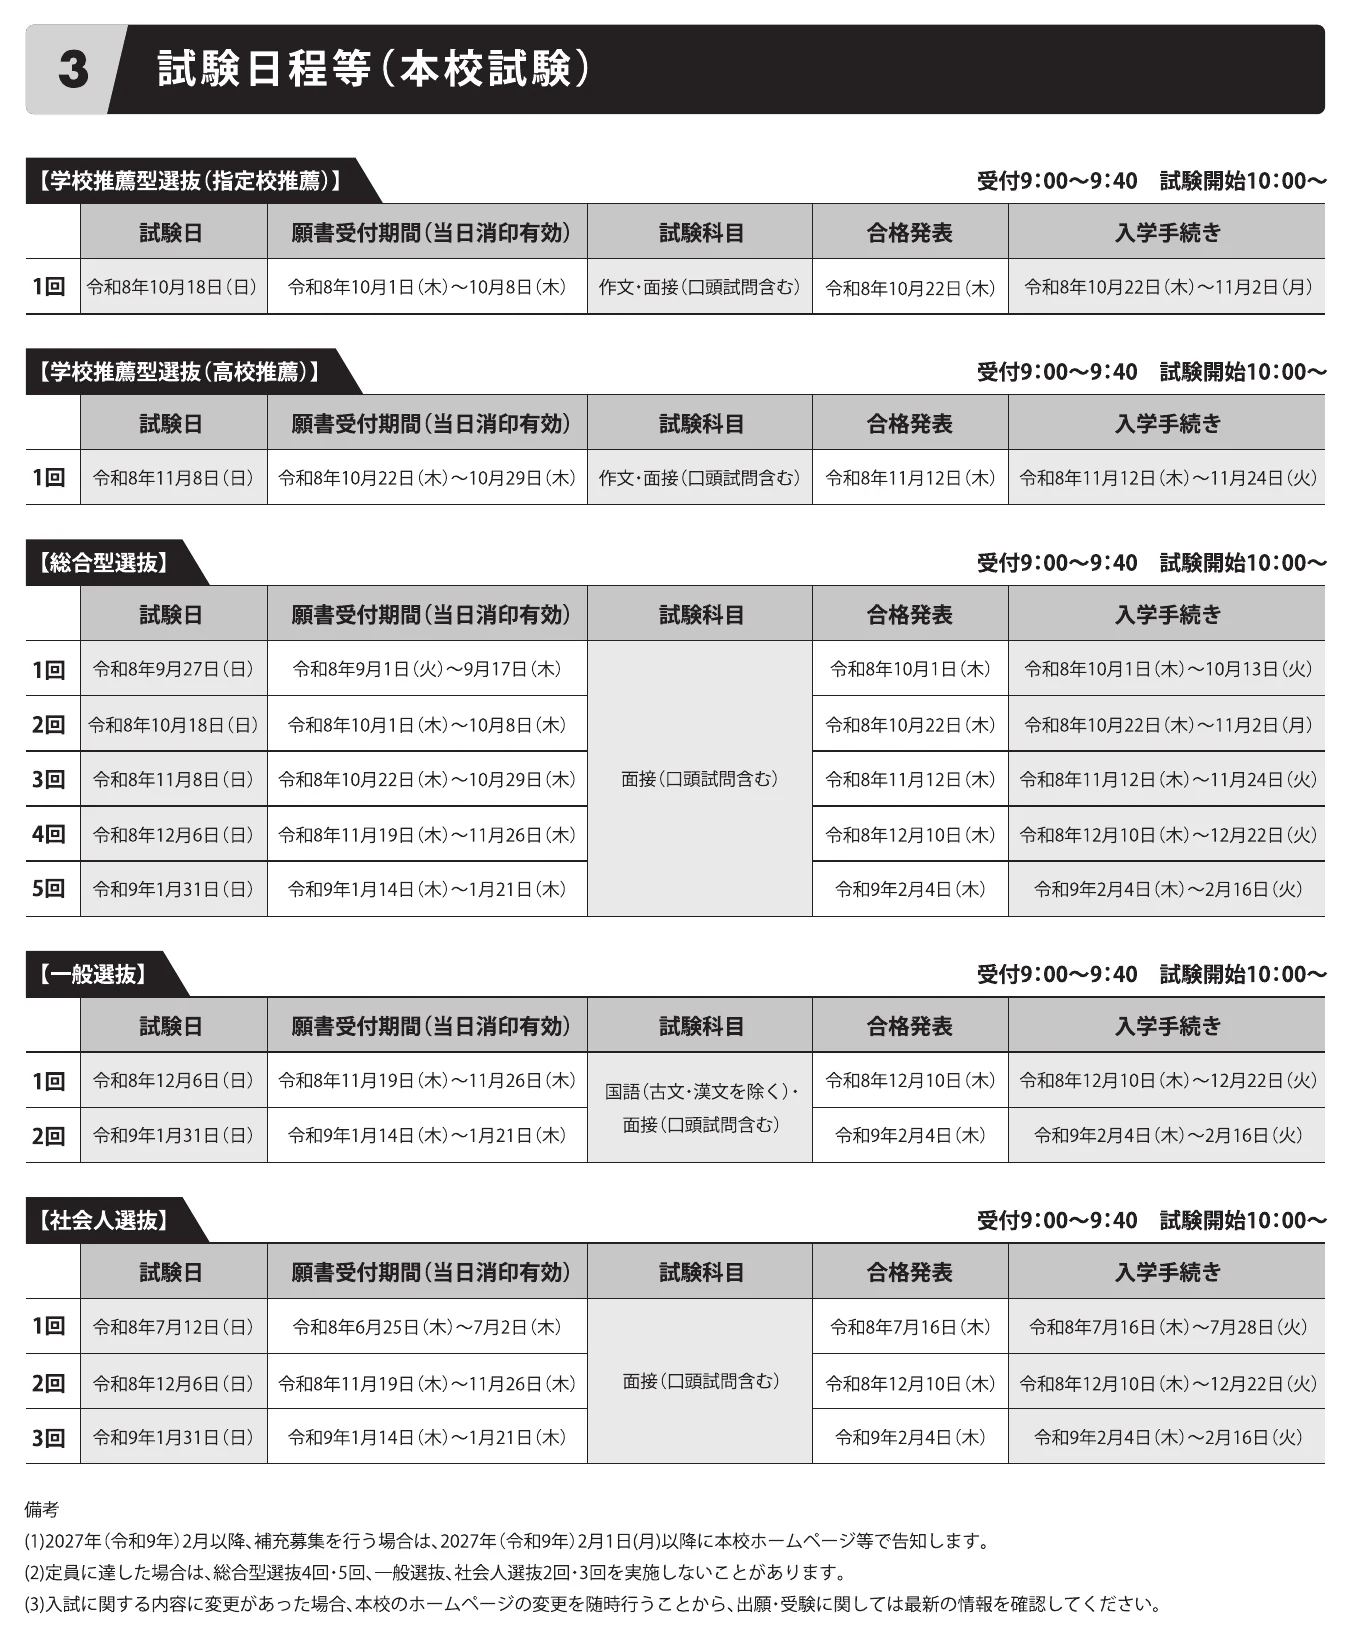 3 試験日程等（本校試験）
【学校推薦型選抜（指定校推薦）】 受付9：00～9：40 試験開始10：00～
試験日 願書受付期間（当日消印有効） 試験科目 合格発表 入学手続き
1回 令和8年10月18日（日） 令和8年10月1日（木）～10月8日（木） 作文・面接（口頭試問含む） 令和8年10月22日（木） 令和8年10月22日（木）～11月2日（月）
【学校推薦型選抜（高校推薦）】 受付9：00～9：40 試験開始10：00～
試験日 願書受付期間（当日消印有効） 試験科目 合格発表 入学手続き
1回 令和8年11月8日（日） 令和8年10月22日（木）～10月29日（木） 作文・面接（口頭試問含む） 令和8年11月12日（木） 令和8年11月12日（木）～11月24日（火）
【総合型選抜】 受付9：00～9：40 試験開始10：00～
試験日 願書受付期間（当日消印有効） 試験科目 合格発表 入学手続き
1回 令和8年9月27日（日） 令和8年9月1日（火）～9月17日（木） 令和8年10月1日（木） 令和8年10月1日（木）～10月13日（火）
2回 令和8年10月18日（日） 令和8年10月1日（木）～10月8日（木） 令和8年10月22日（木） 令和8年10月22日（木）～11月2日（月）
3回 令和8年11月8日（日） 令和8年10月22日（木）～10月29日（木） 面接（口頭試問含む） 令和8年11月12日（木） 令和8年11月12日（木）～11月24日（火）
4回 令和8年12月6日（日） 令和8年11月19日（木）～11月26日（木） 令和8年12月10日（木） 令和8年12月10日（木）～12月22日（火）
5回 令和9年1月31日（日） 令和9年1月14日（木）～1月21日（木） 令和9年2月4日（木） 令和9年2月4日（木）～2月16日（火）
【一般選抜】 受付9：00～9：40 試験開始10：00～
試験日 願書受付期間（当日消印有効） 試験科目 合格発表 入学手続き
1回 令和8年12月6日（日） 令和8年11月19日（木）～11月26日（木） 国語（古文・漢文を除く）・ 令和8年12月10日（木） 令和8年12月10日（木）～12月22日（火）
2回 令和9年1月31日（日） 令和9年1月14日（木）～1月21日（木） 面接（口頭試問含む） 令和9年2月4日（木） 令和9年2月4日（木）～2月16日（火）
【社会人選抜】 受付9：00～9：40 試験開始10：00～
試験日 願書受付期間（当日消印有効） 試験科目 合格発表 入学手続き
1回 令和8年7月12日（日） 令和8年6月25日（木）～7月2日（木） 令和8年7月16日（木） 令和8年7月16日（木）～7月28日（火）
2回 令和8年12月6日（日） 令和8年11月19日（木）～11月26日（木） 面接（口頭試問含む） 令和8年12月10日（木） 令和8年12月10日（木）～12月22日（火）
3回 令和9年1月31日（日） 令和9年1月14日（木）～1月21日（木） 令和9年2月4日（木） 令和9年2月4日（木）～2月16日（火）
備考
(1)2027年（令和9年）2月以降、補充募集を行う場合は、2027年（令和9年）2月1日(月)以降に本校ホームページ等で告知します。
(2)定員に達した場合は、総合型選抜4回・5回、一般選抜、社会人選抜2回・3回を実施しないことがあります。
(3)入試に関する内容に変更があった場合、本校のホームページの変更を随時行うことから、出願・受験に関しては最新の情報を確認してください。